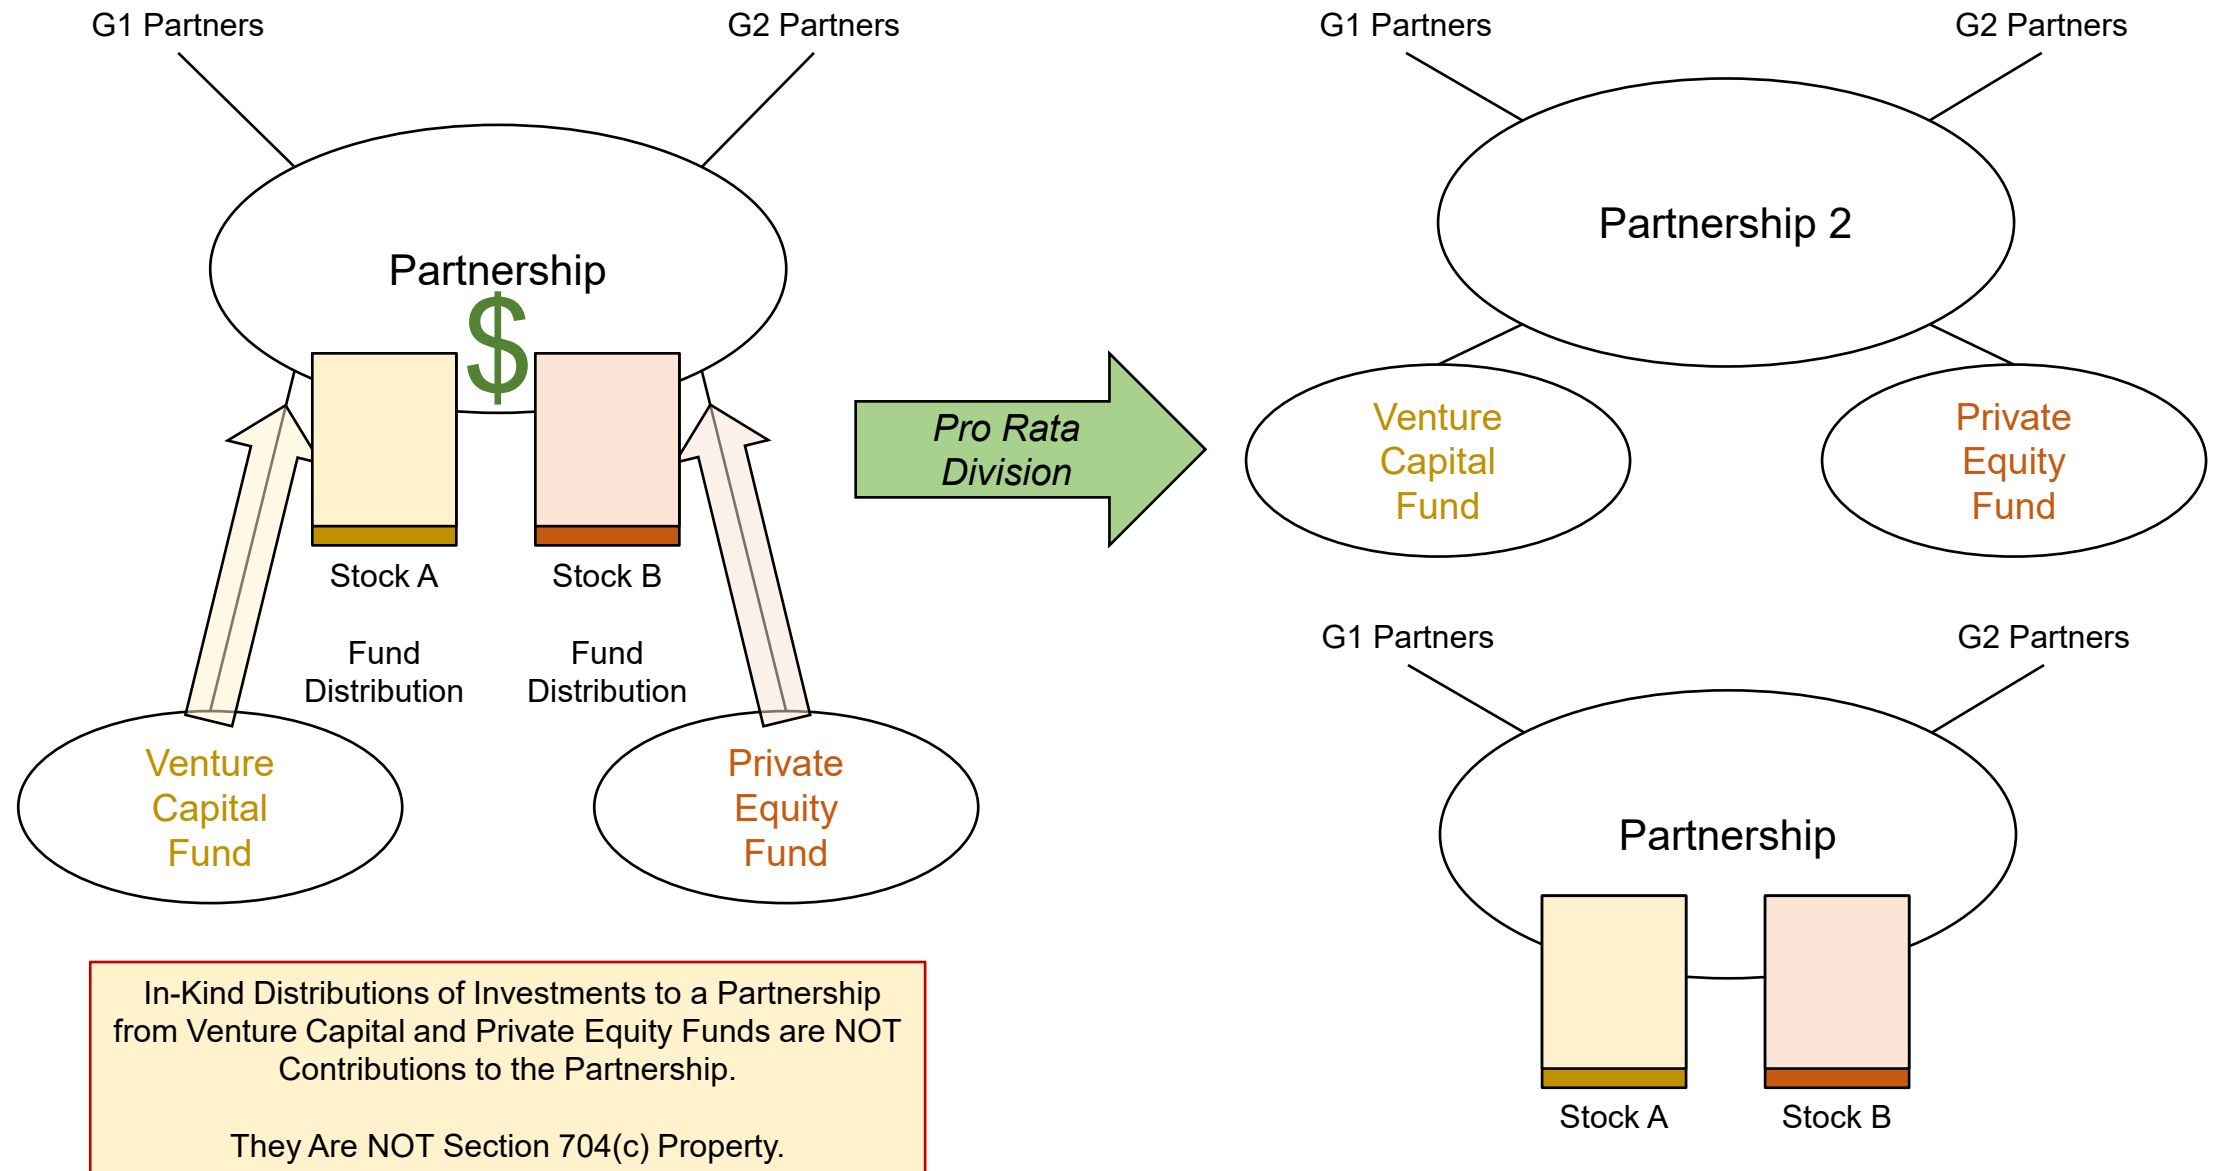 G1 Partners
G2 Partners
Partnership
$
Stock A
Stock B
Fund
Distribution
Fund
Distribution
Venture
Capital
Fund
Private
Equity
Fund
In-Kind Distributions of Investments to a Partnership
from Venture Capital and Private Equity Funds are NOT
Contributions to the Partnership.
They Are NOT Section 704(c) Property.
Pro Rata
Division
G1 Partners
G2 Partners
Partnership 2
Venture
Capital
Fund
Private
Equity
Fund
G1 Partners
G2 Partners
Partnership
Stock A
Stock B